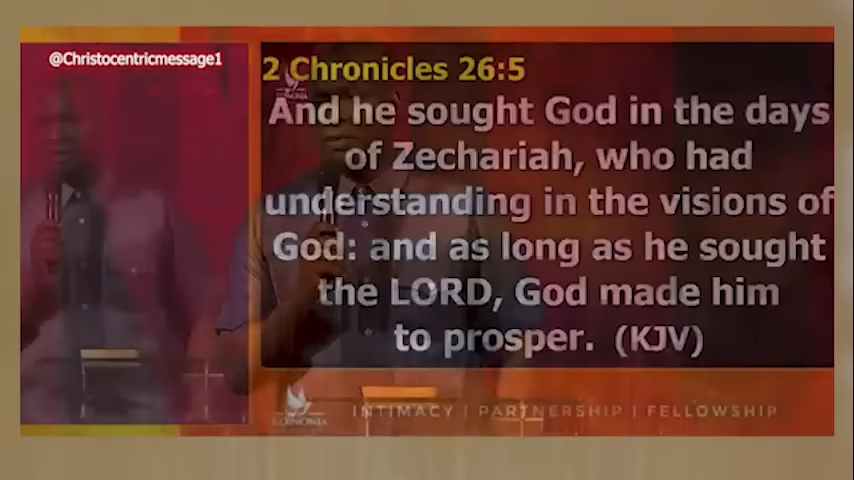 @Christocentricmessage1
2 Chronicles 26:5
And he sought God in the days
of Zechariah, who had
understanding in the visions of
God: and as long as he sought
the LORD, God made him
to prosper. (KJV)
KOINONIA
INTIMACY | PARTNERSHIP | FELLOWSHIP